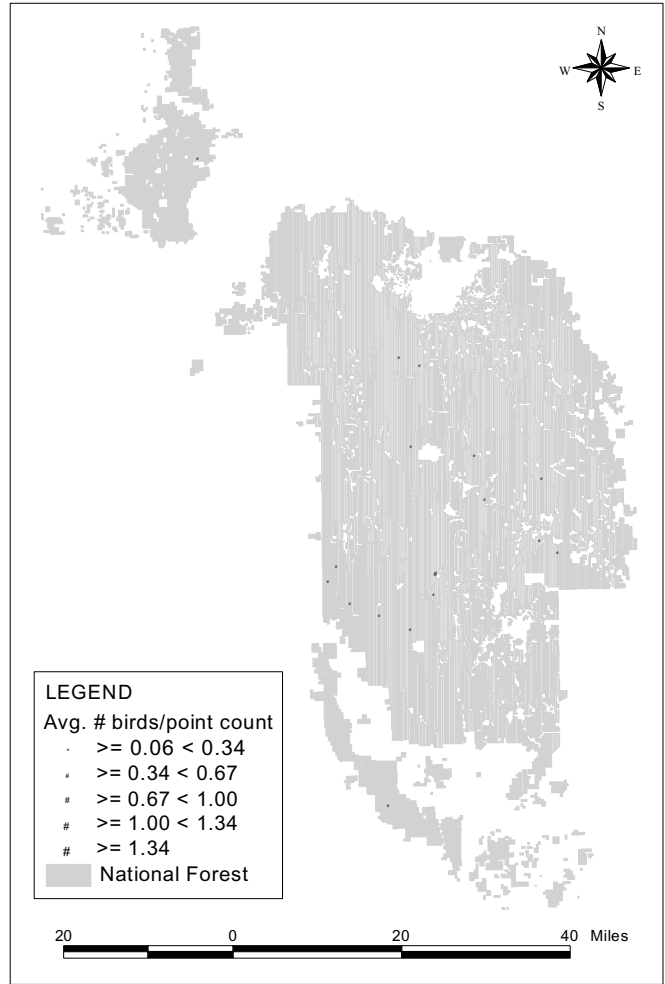 N
W E
S
LEGEND
Avg. # birds/point count
>= 0.06 < 0.34
# >= 0.34 < 0.67
# >= 0.67 < 1.00
# >= 1.00 < 1.34
# >= 1.34
National Forest
20 0 20 40 Miles